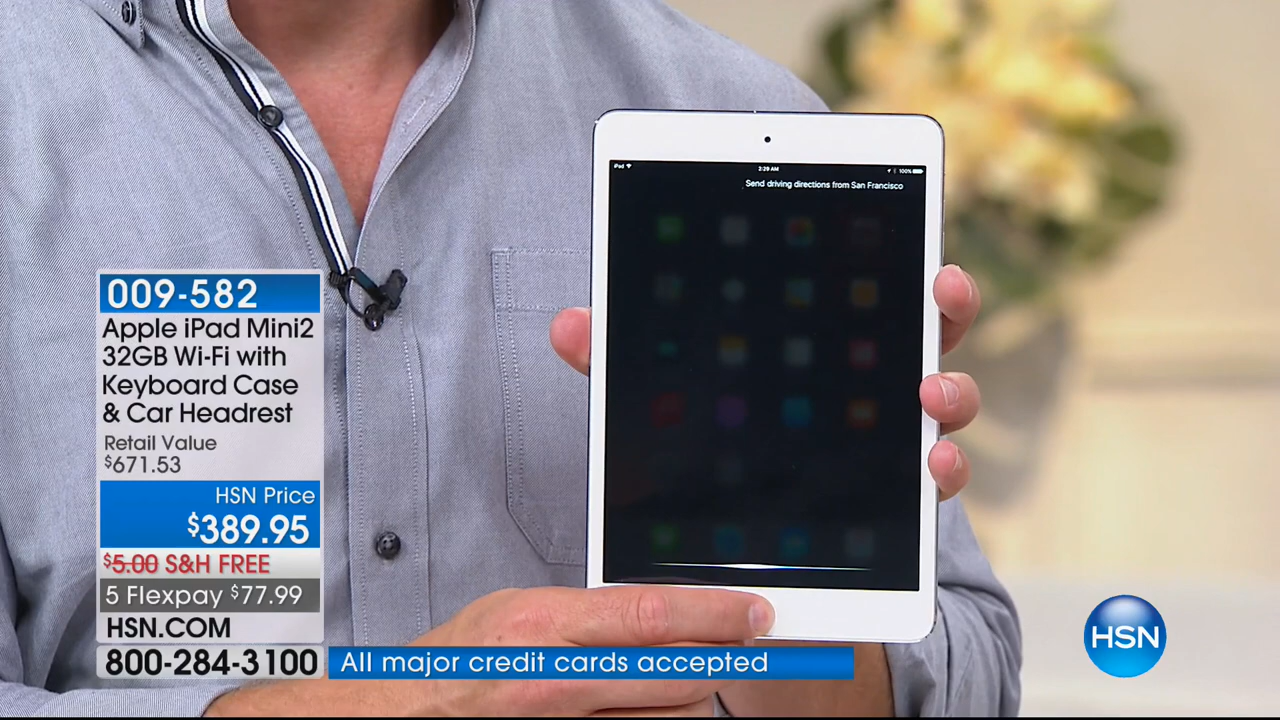 iPad
2:29 AM
100%
Send driving directions from San Francisco
009-582
Apple iPad Mini2
32GB Wi-Fi with
Keyboard Case
& Car Headrest
Retail Value
$671.53
HSN Price
$389.95
$5.00 S&H FREE
5 Flexpay $77.99
HSN.COM
800-284-3100
All major credit cards accepted
HSN